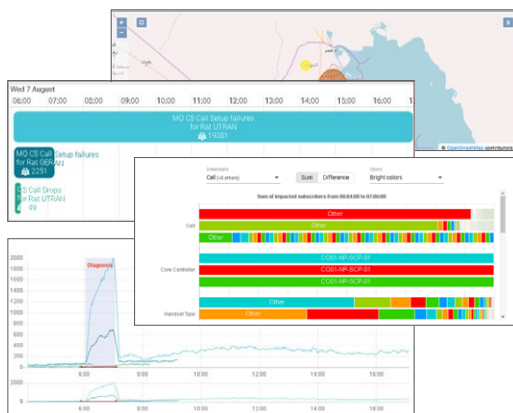 +
−
x
© OpenStreetMap contributors
Wed 7 August
06:00 07:00 08:00 09:00 10:00 11:00 12:00 13:00 14:00 15:00 16:00
MO CS Call Setup failures
for Rat UTRAN
19381
MO CS Call Setup failures
for Rat GERAN
2251
CS Call Drops
for Rat UTRAN
49
Dimensions
Cell (+8 others)
Sum Difference
Colors
Bright colors
Sum of impacted subscribers from 06:04:00 to 07:06:00
Other
Cell
Other
Other
CO01-NP-SCP-01
Core Controller
CO01-NP-SCP-01
CO01-NP-SCP-01
Other
Handset Type
Other
2000
1800
1600
1400
1200
1000
800
600
400
200
0
Diagnosis
6:00 8:00 10:00 12:00 14:00 16:00
2000
0
6:00 8:00 10:00 12:00 14:00 16:00